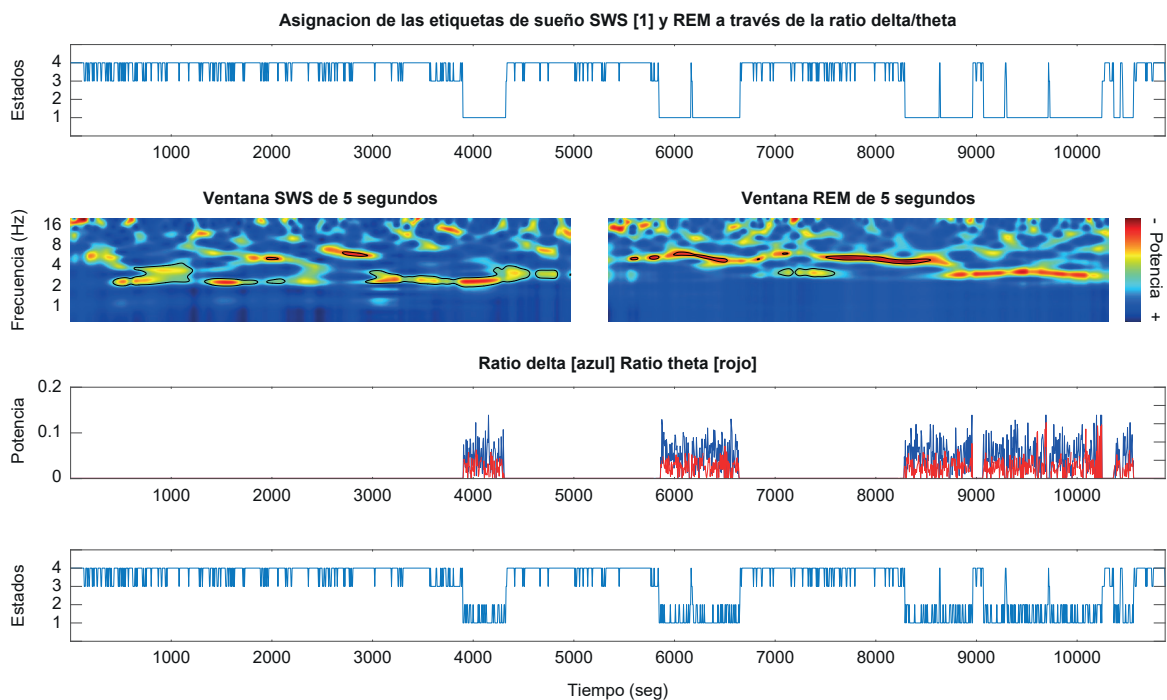 Asignacion de las etiquetas de sueño SWS [1] y REM a través de la ratio delta/theta
Estados
4
3
2
1
1000 2000 3000 4000 5000 6000 7000 8000 9000 10000
Ventana SWS de 5 segundos
Ventana REM de 5 segundos
Frecuencia (Hz)
16
8
4
2
1
- Potencia +
Ratio delta [azul] Ratio theta [rojo]
Potencia
0.2
0.1
0
1000 2000 3000 4000 5000 6000 7000 8000 9000 10000
Estados
4
3
2
1
1000 2000 3000 4000 5000 6000 7000 8000 9000 10000
Tiempo (seg)